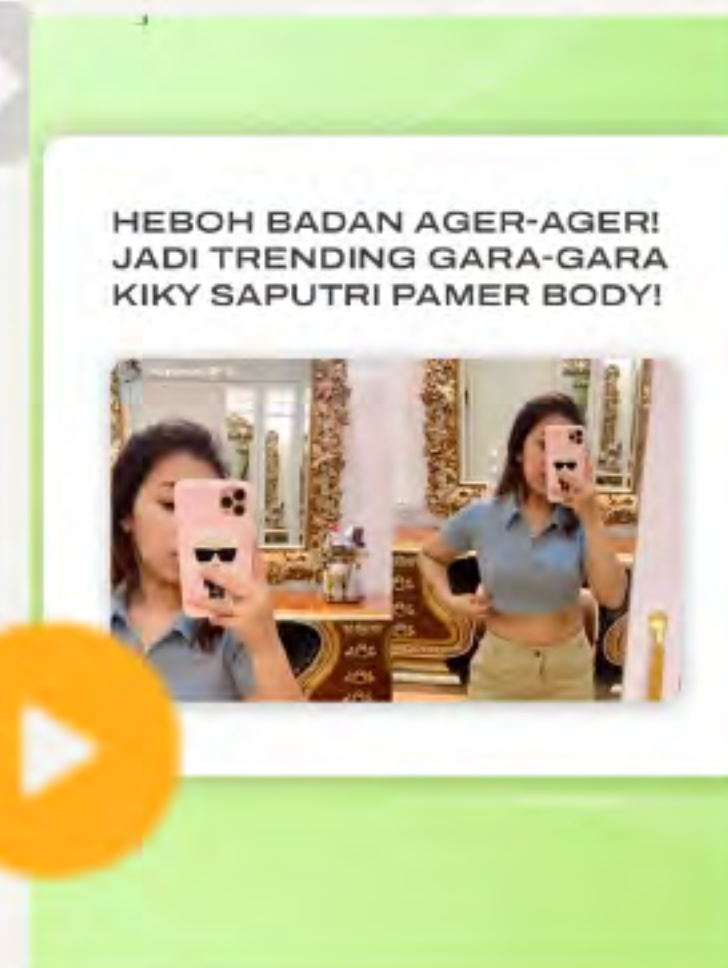 HEBOH BADAN AGER-AGER!
JADI TRENDING GARA-GARA
KIKY SAPUTRI PAMER BODY!